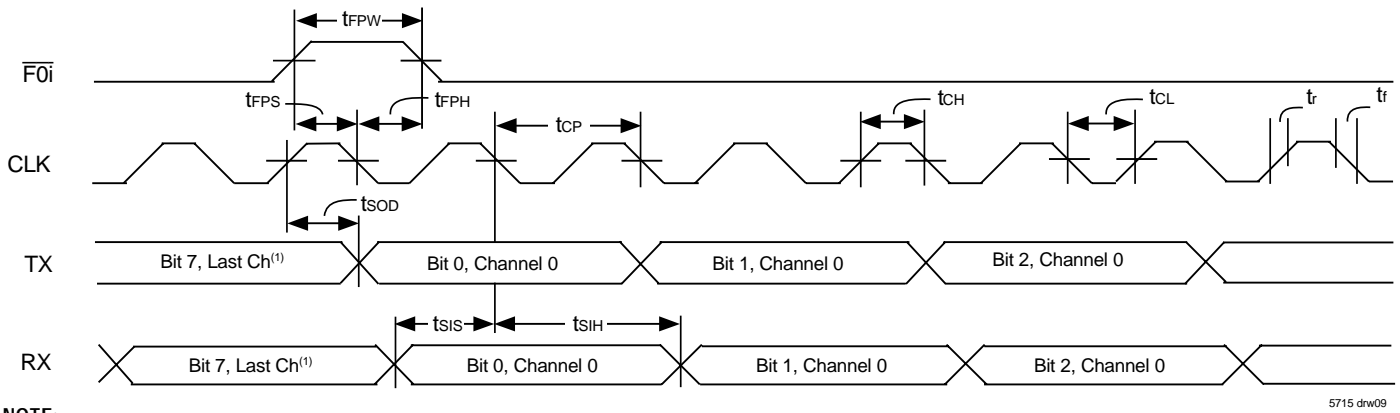 tFPW
F0i
tFPS
tFPH
tCP
tCH
tCL
tr
tf
CLK
tSOD
TX
Bit 7, Last Ch(1)
Bit 0, Channel 0
Bit 1, Channel 0
Bit 2, Channel 0
tSIS
tSIH
RX
Bit 7, Last Ch(1)
Bit 0, Channel 0
Bit 1, Channel 0
Bit 2, Channel 0
5715 drw09
NOTE: